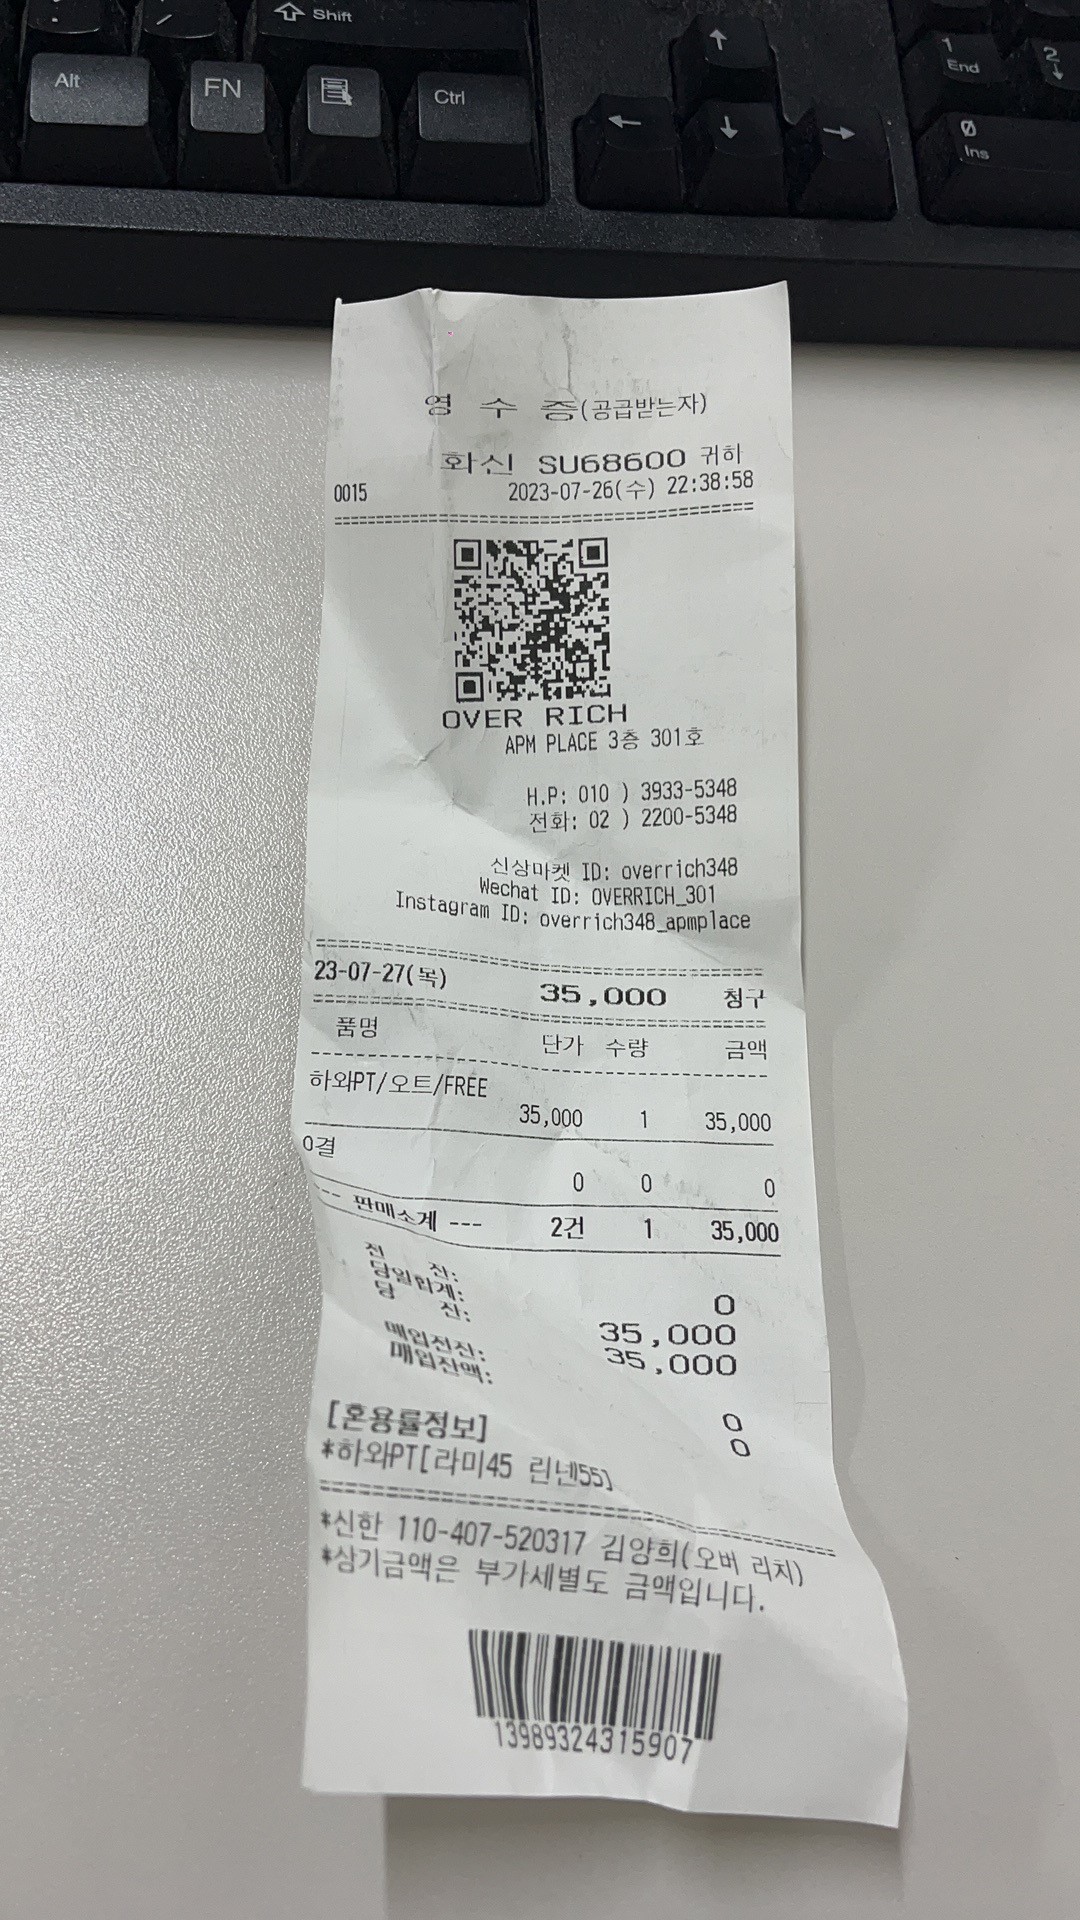 Shift
Alt
FN
Ctrl
↑
←
↓
→
1
End
2
↓
0
Ins
영 수 증(공급받는자)
화신 SU68600 귀하
0015 2023-07-26(수) 22:38:58
OVER RICH
APM PLACE 3층 301호
H.P: 010 ) 3933-5348
전화: 02 ) 2200-5348
신상마켓 ID: overrich348
Wechat ID: OVERRICH_301
Instagram ID: overrich348_apmplace
23-07-27(목) 35,000 청구
품명 단가 수량 금액
하와PT/오트/FREE
35,000 1 35,000
0결
0 0 0
--- 판매소계 --- 2건 1 35,000
전 잔: 0
당일합계: 35,000
당 잔: 35,000
매입전잔: 0
매입잔액: 0
[혼용률정보]
*하와PT[라미45 린넨55]
*신한 110-407-520317 김양희(오버 리치)
*상기금액은 부가세별도 금액입니다.
13989324315907